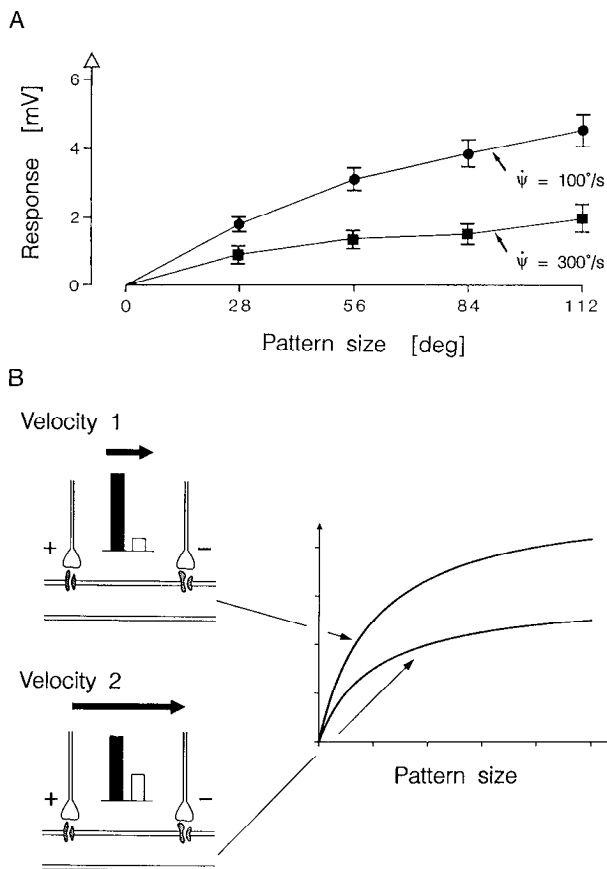 A
Response [mV]
6
4
2
0
ψ̇ = 100°/s
ψ̇ = 300°/s
0 28 56 84 112
Pattern size [deg]
B
Velocity 1
+ −
Velocity 2
+ −
Pattern size